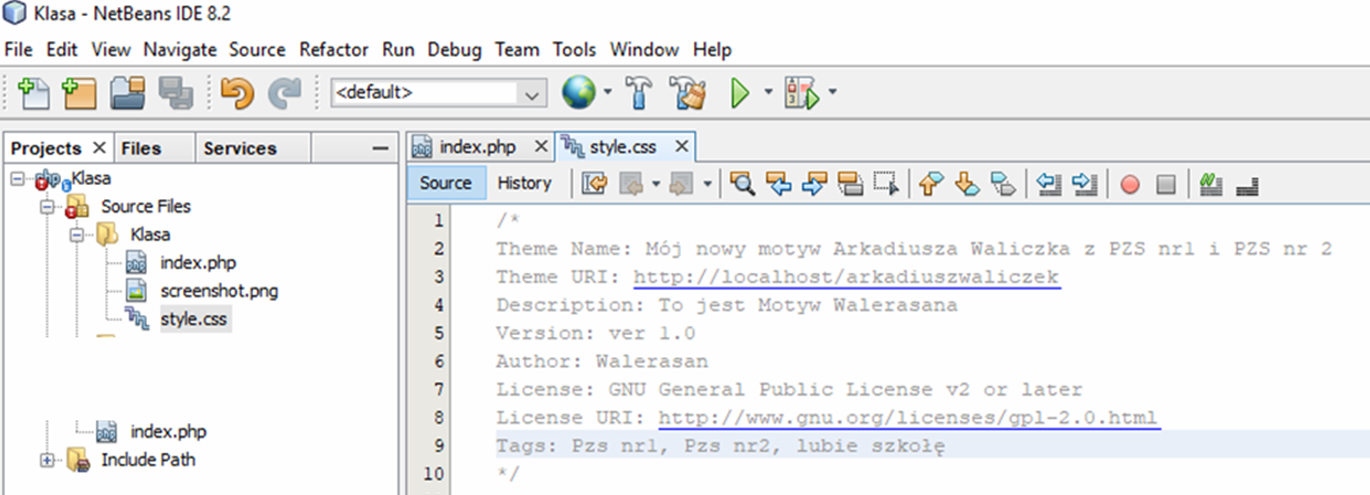 Klasa - NetBeans IDE 8.2
File Edit View Navigate Source Refactor Run Debug Team Tools Window Help
<default>
Projects Files Services
Klasa
Source Files
Klasa
index.php
screenshot.png
style.css
index.php
Include Path
index.php style.css
Source History
1 /*
2 Theme Name: Mój nowy motyw Arkadiusza Waliczka z PZS nr1 i PZS nr 2
3 Theme URI: http://localhost/arkadiuszwaliczek
4 Description: To jest Motyw Walerasana
5 Version: ver 1.0
6 Author: Walerasan
7 License: GNU General Public License v2 or later
8 License URI: http://www.gnu.org/licenses/gpl-2.0.html
9 Tags: Pzs nr1, Pzs nr2, lubie szkołę
10 */